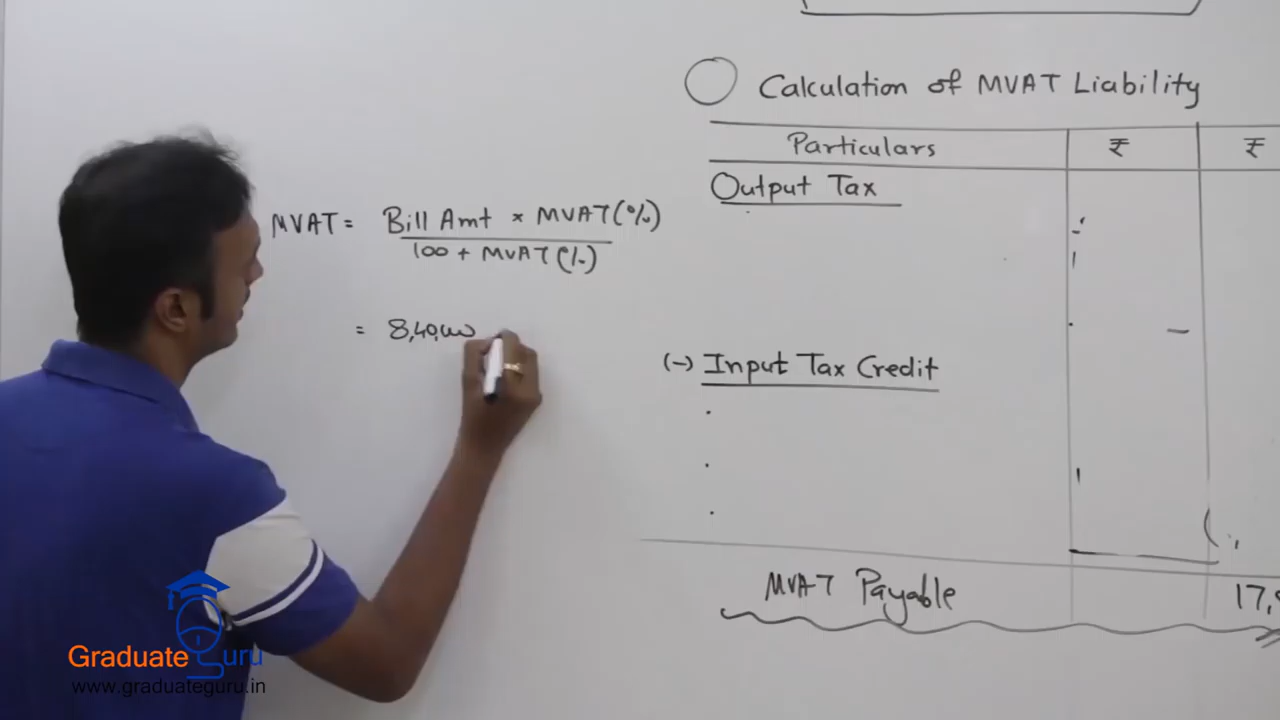 Calculation of MVAT Liability
Particulars ₹ ₹
Output Tax
MVAT = Bill Amt × MVAT (%)
100 + MVAT (%)
= 8,40,000
(-) Input Tax Credit
MVAT Payable 17,
Graduate Guru
www.graduateguru.in